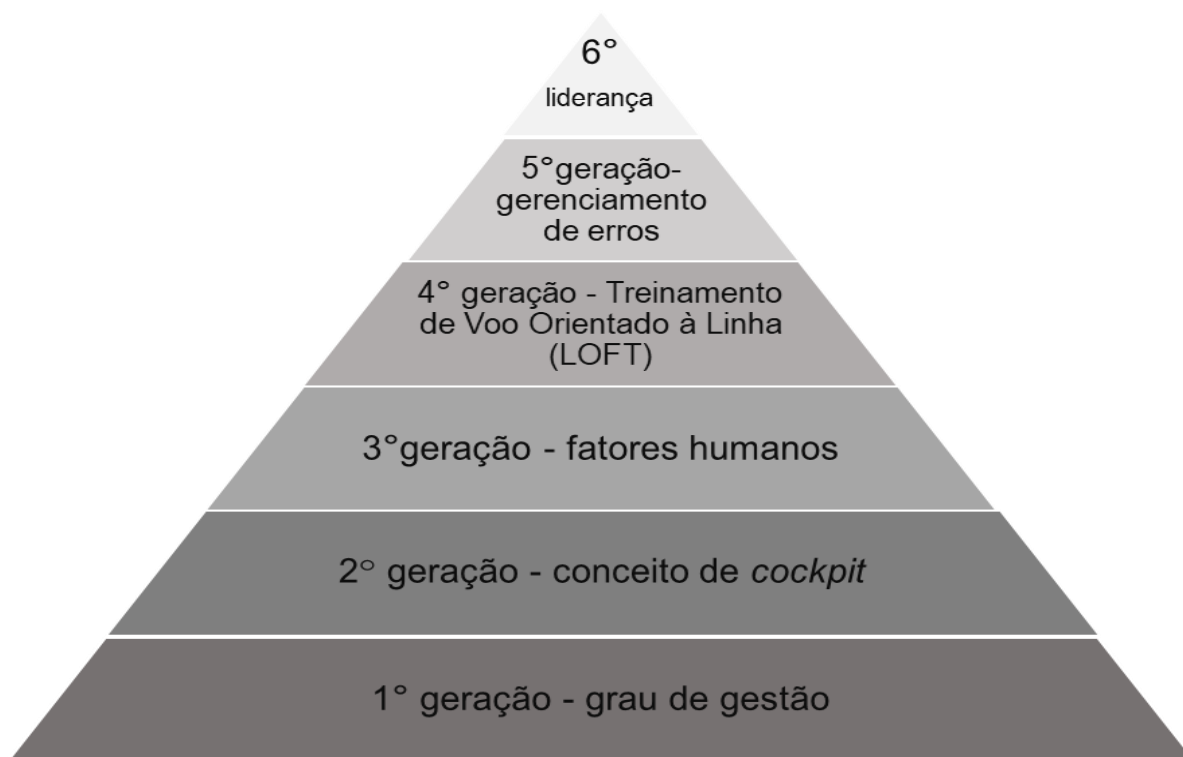 6°
liderança
5°geração-
gerenciamento
de erros
4° geração - Treinamento
de Voo Orientado à Linha
(LOFT)
3°geração - fatores humanos
2° geração - conceito de cockpit
1° geração - grau de gestão